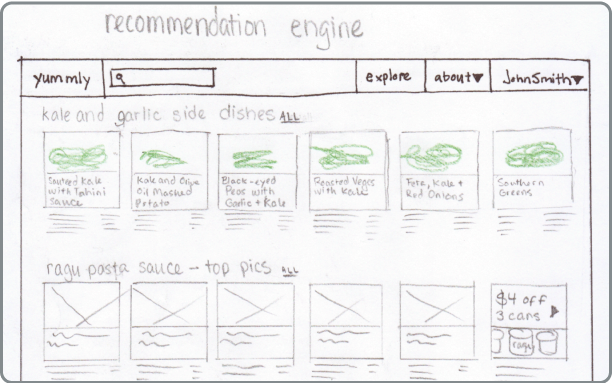 recommendation engine
yummly
explore
about
JohnSmith
kale and garlic side dishes ALL
Sauteed Kale
with Tahini
Sauce
Kale and Olive
Oil Mashed
Potato
Black-eyed
Peas with
Garlic + Kale
Roasted Veges
with Kale
Feta, Kale +
Red Onions
Southern
Greens
ragu pasta sauce - top pics ALL
$4 off
3 cans
ragu